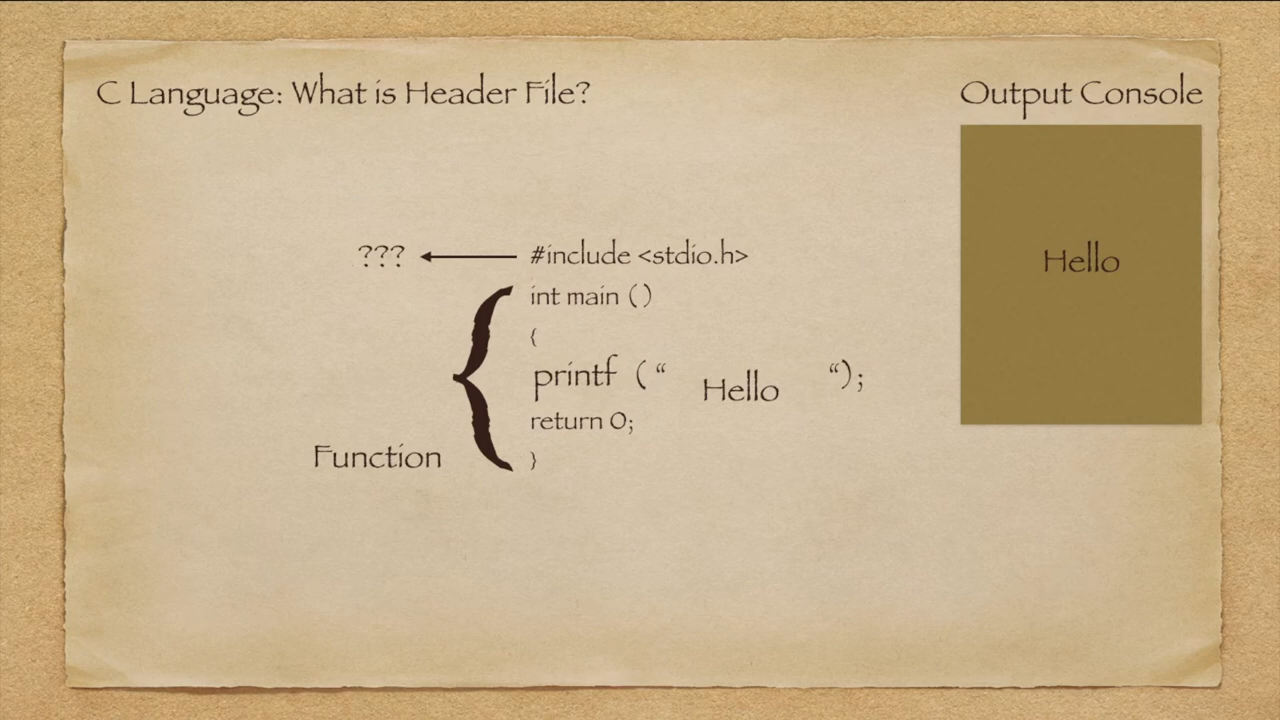 C Language: What is Header File?
Output Console
Hello
??? #include <stdio.h>
int main ()
{
printf (“ Hello “);
return 0;
}
Function